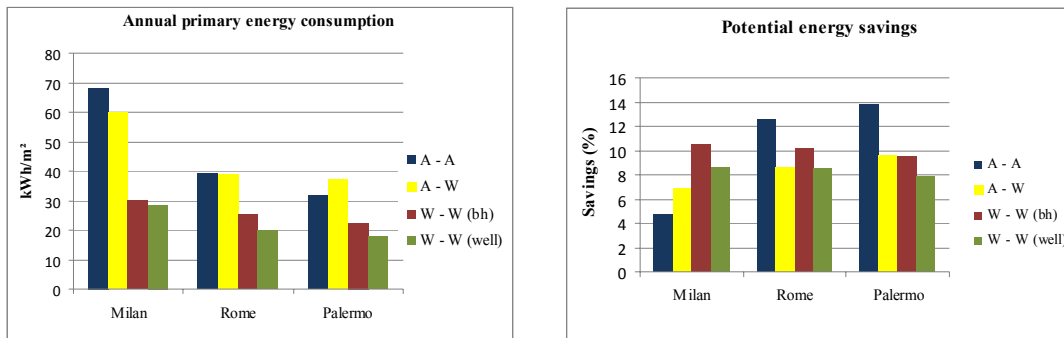 Annual primary energy consumption
80
70
60
50
40
30
20
10
0
kWh/m²
Milan
Rome
Palermo
A - A
A - W
W - W (bh)
W - W (well)
Potential energy savings
16
14
12
10
8
6
4
2
0
Savings (%)
Milan
Rome
Palermo
A - A
A - W
W - W (bh)
W - W (well)